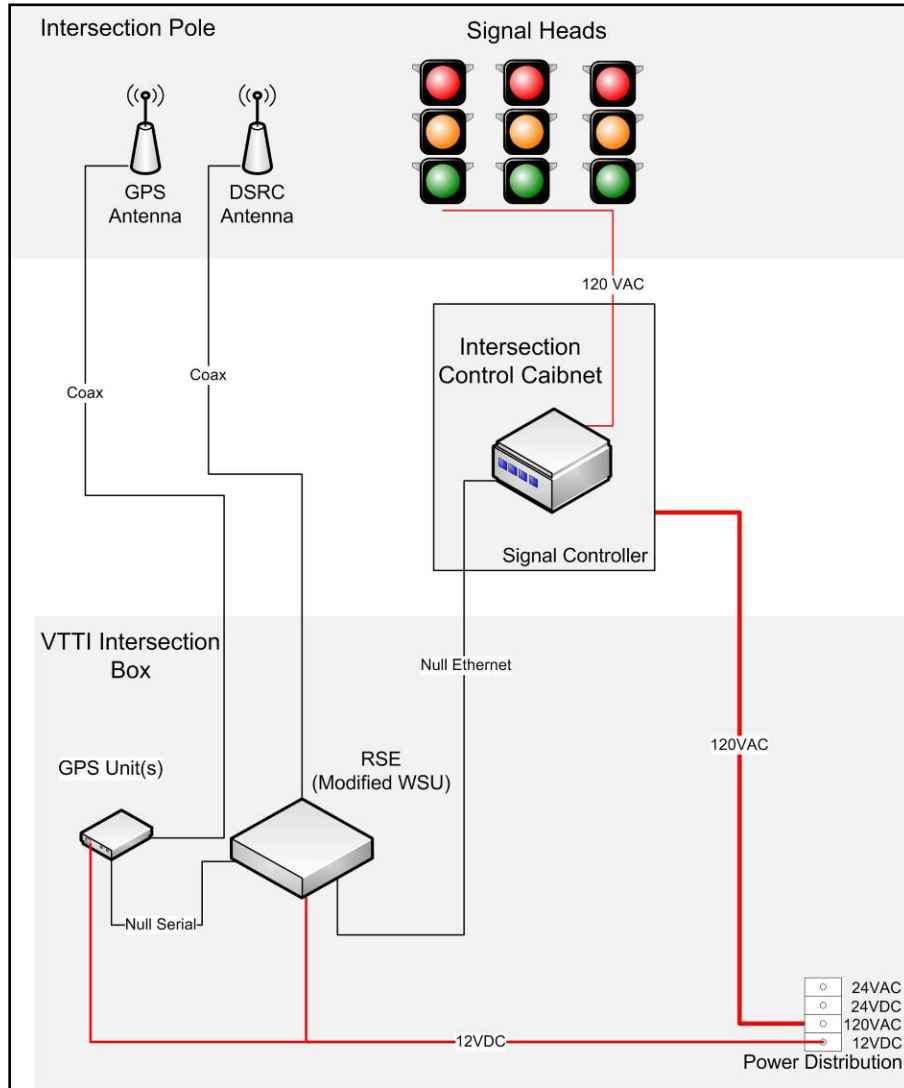 Intersection Pole
Signal Heads
GPS
Antenna
DSRC
Antenna
120 VAC
Intersection
Control Caibnet
Coax
Coax
Signal Controller
VTTI Intersection
Box
Null Ethernet
120VAC
GPS Unit(s)
RSE
(Modified WSU)
Null Serial
24VAC
24VDC
120VAC
12VDC
12VDC
Power Distribution